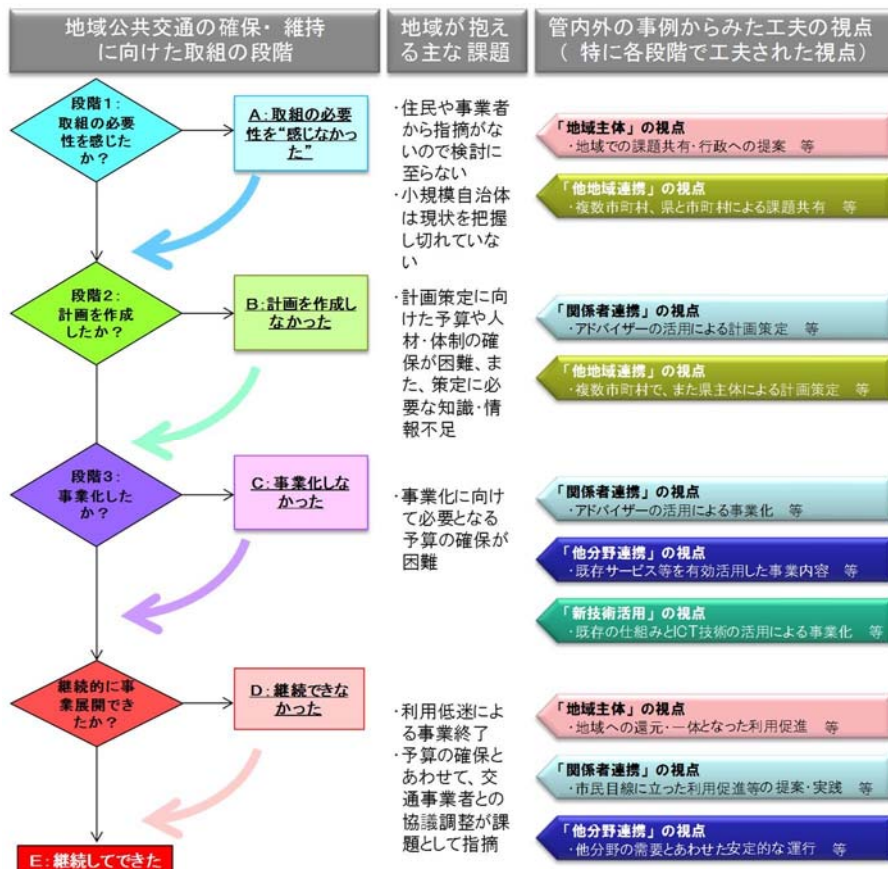 地域公共交通の確保・維持
に向けた取組の段階
地域が抱え
る主な課題
管内外の事例からみた工夫の視点
（ 特に各段階で工夫された視点）
段階1：
取組の必要
性を感じた
か？
A：取組の必要
性を“感じなかっ
た”
・住民や事業者
から指摘がな
いので検討に
至らない
・小規模自治体
は現状を把握
し切れていな
い
「地域主体」の視点
・地域での課題共有・行政への提案　等
「他地域連携」の視点
・複数市町村、県と市町村による課題共有　等
段階2：
計画を作成
したか？
B：計画を作成し
なかった
・計画策定に向
けた予算や人
材・体制の確
保が困難、ま
た、策定に必
要な知識・情
報不足
「関係者連携」の視点
・アドバイザーの活用による計画策定　等
「他地域連携」の視点
・複数市町村で、また県主体による計画策定　等
段階3：
事業化した
か？
C：事業化しな
かった
・事業化に向け
て必要となる
予算の確保が
困難
「関係者連携」の視点
・アドバイザーの活用による事業化　等
「他分野連携」の視点
・既存サービス等を有効活用した事業内容　等
「新技術活用」の視点
・既存の仕組みとICT技術の活用による事業化　等
継続的に事
業展開でき
たか？
D：継続できな
かった
・利用低迷によ
る事業終了
・予算の確保と
あわせて、交
通事業者との
協議調整が課
題として指摘
「地域主体」の視点
・地域への還元・一体となった利用促進　等
「関係者連携」の視点
・市民目線に立った利用促進等の提案・実践　等
「他分野連携」の視点
・他分野の需要とあわせた安定的な運行　等
E：継続してできた